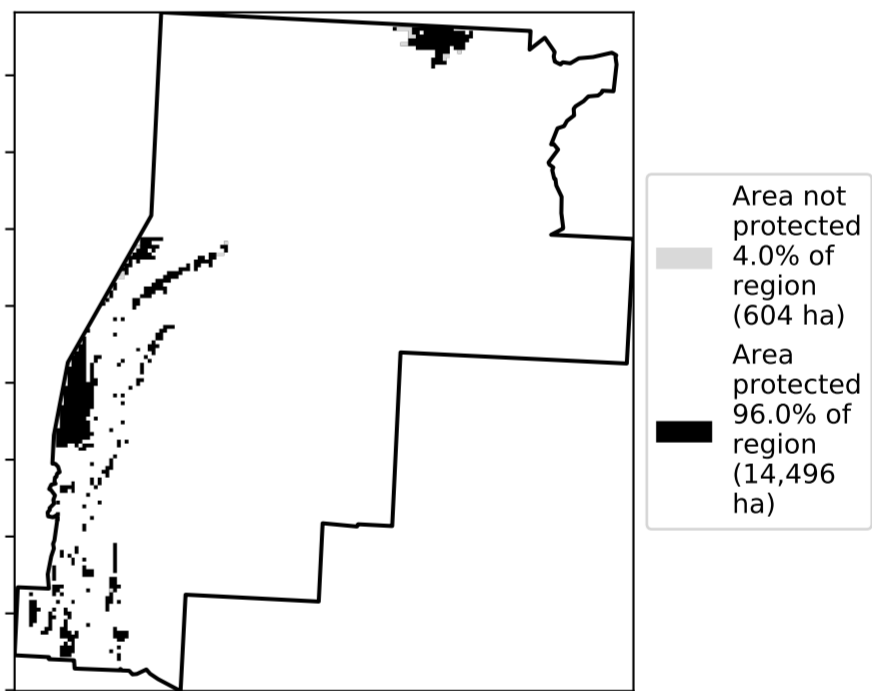 Area not
protected
4.0% of
region
(604 ha)
Area
protected
96.0% of
region
(14,496
ha)